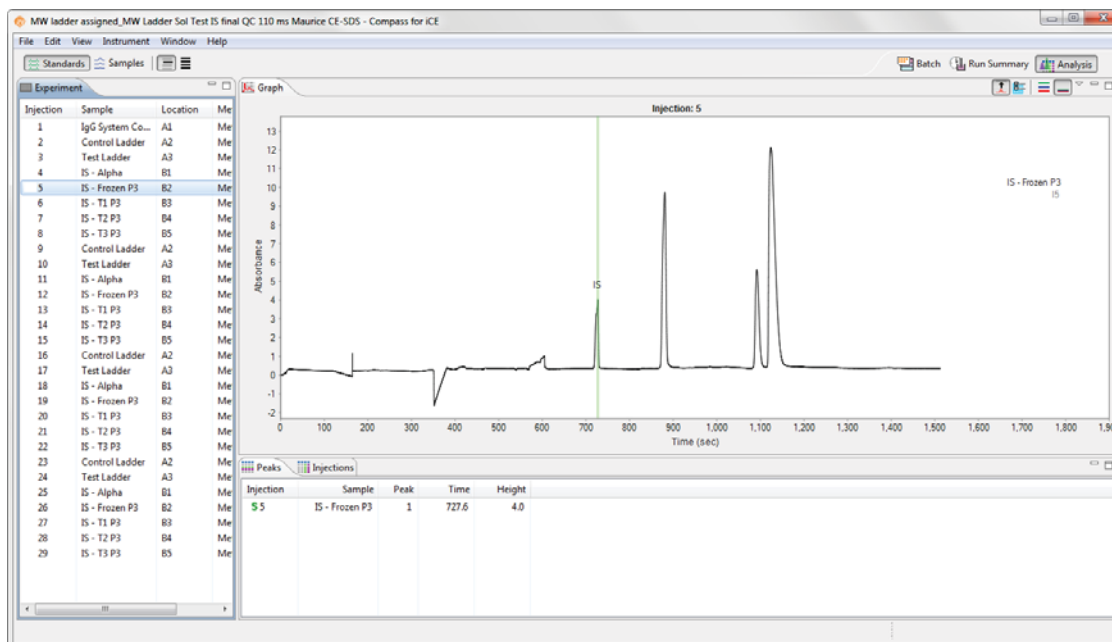 MW ladder assigned_MW Ladder Sol Test IS final QC 110 ms Maurice CE-SDS - Compass for iCE
File Edit View Instrument Window Help
Standards Samples Batch Run Summary Analysis
Experiment
Injection Sample Location Me
1 IgG System Co... A1 Me
2 Control Ladder A2 Me
3 Test Ladder A3 Me
4 IS - Alpha B1 Me
5 IS - Frozen P3 B2 Me
6 IS - T1 P3 B3 Me
7 IS - T2 P3 B4 Me
8 IS - T3 P3 B5 Me
9 Control Ladder A2 Me
10 Test Ladder A3 Me
11 IS - Alpha B1 Me
12 IS - Frozen P3 B2 Me
13 IS - T1 P3 B3 Me
14 IS - T2 P3 B4 Me
15 IS - T3 P3 B5 Me
16 Control Ladder A2 Me
17 Test Ladder A3 Me
18 IS - Alpha B1 Me
19 IS - Frozen P3 B2 Me
20 IS - T1 P3 B3 Me
21 IS - T2 P3 B4 Me
22 IS - T3 P3 B5 Me
23 Control Ladder A2 Me
24 Test Ladder A3 Me
25 IS - Alpha B1 Me
26 IS - Frozen P3 B2 Me
27 IS - T1 P3 B3 Me
28 IS - T2 P3 B4 Me
29 IS - T3 P3 B5 Me
Graph
Injection: 5
13
12
11
10
9
8
7
6
5
4
3
2
1
0
-1
-2
Absorbance
IS
IS - Frozen P3
I5
0 100 200 300 400 500 600 700 800 900 1,000 1,100 1,200 1,300 1,400 1,500 1,600 1,700 1,800 1,90
Time (sec)
Peaks Injections
Injection Sample Peak Time Height
S 5 IS - Frozen P3 1 727.6 4.0